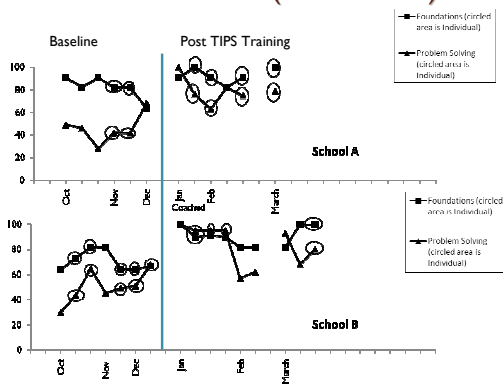 Foundations (circled
area is Individual)
Problem Solving
(circled area is
Individual)
Baseline
Post TIPS Training
100
80
60
40
20
0
Oct
Nov
Dec
Jan
Coached
Feb
March
School A
Foundations (circled
area is Individual)
Problem Solving
(circled area is
Individual)
100
80
60
40
20
0
Oct
Nov
Dec
Jan
Feb
March
School B